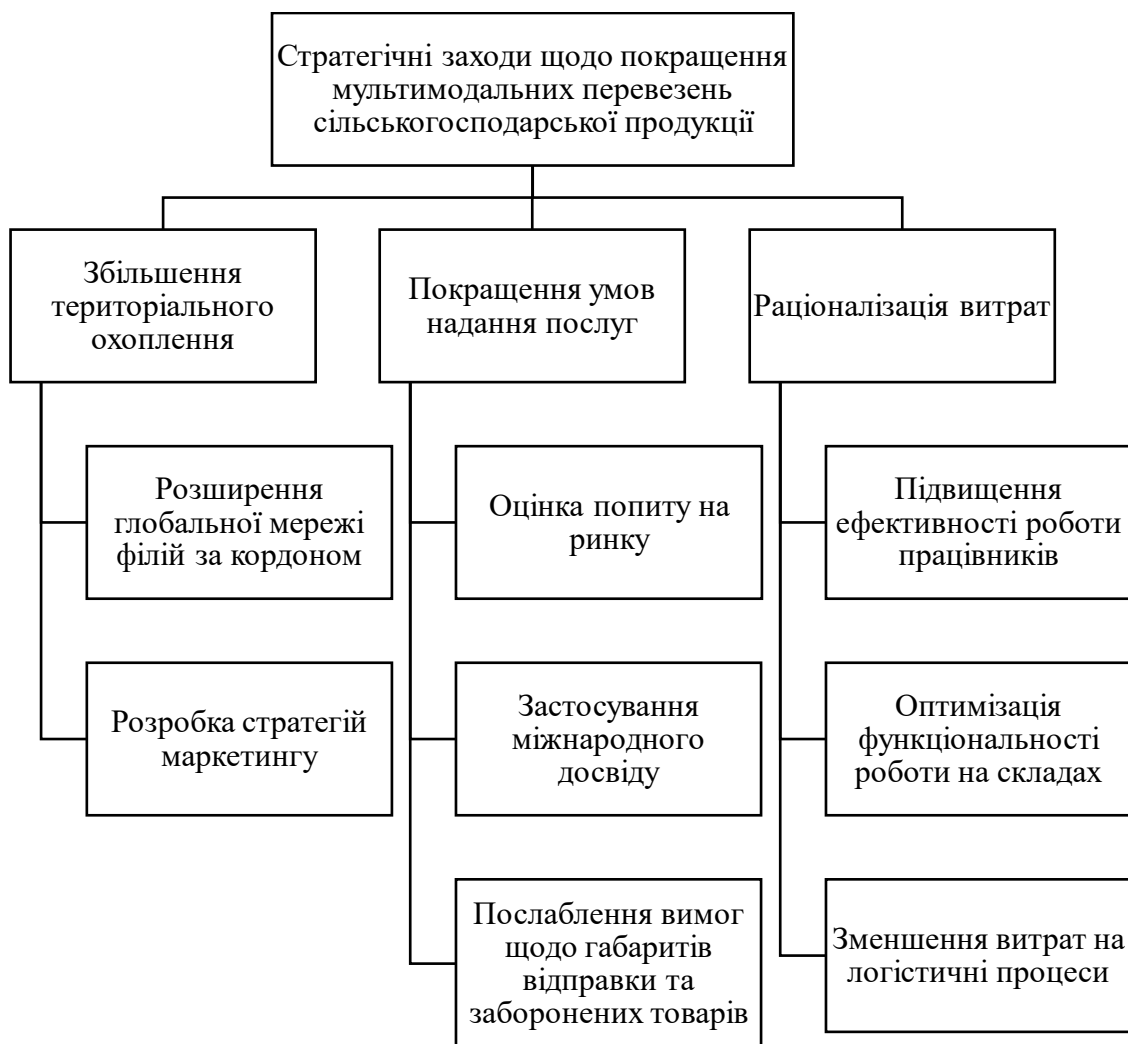 Стратегічні заходи щодо покращення
мультимодальних перевезень
сільськогосподарської продукції
Збільшення
територіального
охоплення
Покращення умов
надання послуг
Раціоналізація витрат
Розширення
глобальної мережі
філій за кордоном
Оцінка попиту на
ринку
Підвищення
ефективності роботи
працівників
Розробка стратегій
маркетингу
Застосування
міжнародного
досвіду
Оптимізація
функціональності
роботи на складах
Послаблення вимог
щодо габаритів
відправки та
заборонених товарів
Зменшення витрат на
логістичні процеси